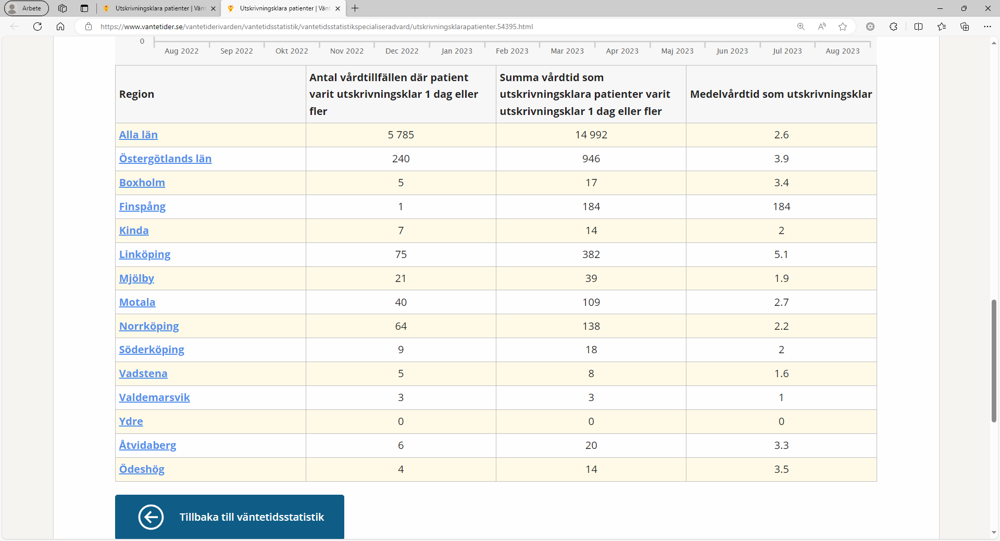 Arbete
Utskrivningsklara patienter | Vänt
Utskrivningsklara patienter | Vänt
https://www.vantetider.se/vantetiderivarden/vantetidsstatistik/vantetidsstatistikspecialiseradvard/utskrivningsklarapatienter.54395.html
0
Aug 2022 Sep 2022 Okt 2022 Nov 2022 Dec 2022 Jan 2023 Feb 2023 Mar 2023 Apr 2023 Maj 2023 Jun 2023 Jul 2023 Aug 2023
Region
Antal vårdtillfällen där patient
varit utskrivningsklar 1 dag eller
fler
Summa vårdtid som
utskrivningsklara patienter varit
utskrivningsklar 1 dag eller fler
Medelvårdtid som utskrivningsklar
Alla län 5 785 14 992 2.6
Östergötlands län 240 946 3.9
Boxholm 5 17 3.4
Finspång 1 184 184
Kinda 7 14 2
Linköping 75 382 5.1
Mjölby 21 39 1.9
Motala 40 109 2.7
Norrköping 64 138 2.2
Söderköping 9 18 2
Vadstena 5 8 1.6
Valdemarsvik 3 3 1
Ydre 0 0 0
Åtvidaberg 6 20 3.3
Ödeshög 4 14 3.5
Tillbaka till väntetidsstatistik